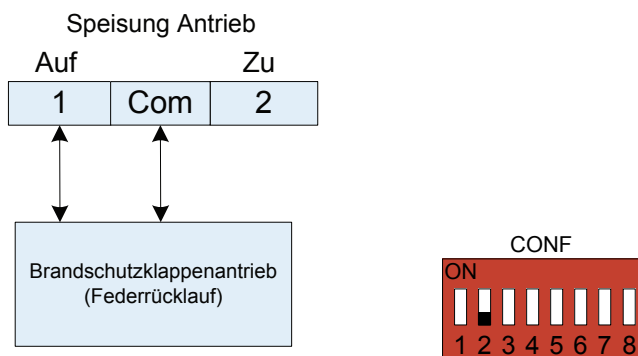 Speisung Antrieb
Auf Zu
1 Com 2
Brandschutzklappenantrieb
(Federrücklauf)
CONF
ON
1 2 3 4 5 6 7 8